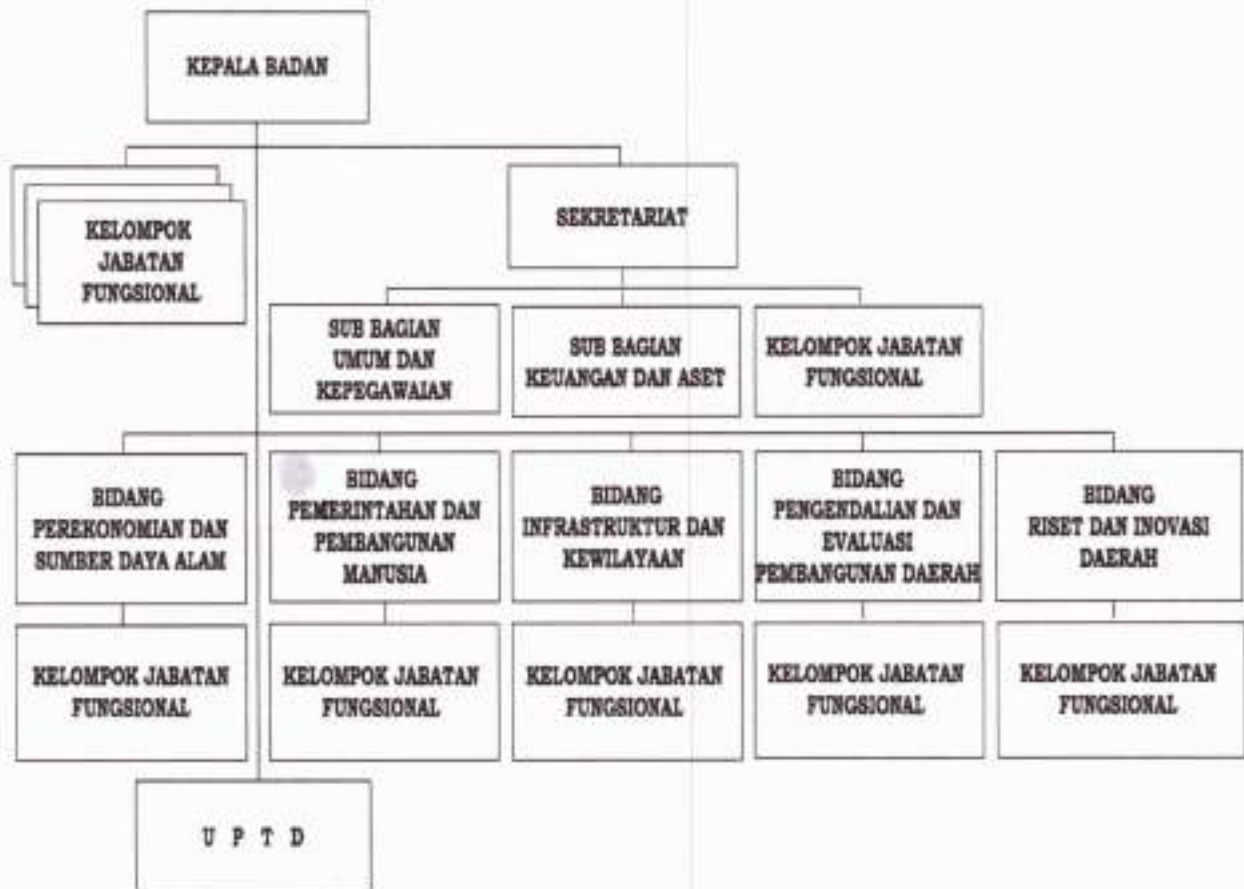 KEPALA BADAN
KELOMPOK
JABATAN
FUNGSIONAL
SEKRETARIAT
SUB BAGIAN
UMUM DAN
KEPEGAWAIAN
SUB BAGIAN
KEUANGAN DAN ASET
KELOMPOK JABATAN
FUNGSIONAL
BIDANG
PEREKONOMIAN DAN
SUMBER DAYA ALAM
BIDANG
PEMERINTAHAN DAN
PEMBANGUNAN
MANUSIA
BIDANG
INFRASTRUKTUR DAN
KEWILAYAAN
BIDANG
PENGENDALIAN DAN
EVALUASI
PEMBANGUNAN DAERAH
BIDANG
RISET DAN INOVASI
DAERAH
KELOMPOK JABATAN
FUNGSIONAL
KELOMPOK JABATAN
FUNGSIONAL
KELOMPOK JABATAN
FUNGSIONAL
KELOMPOK JABATAN
FUNGSIONAL
KELOMPOK JABATAN
FUNGSIONAL
U P T D